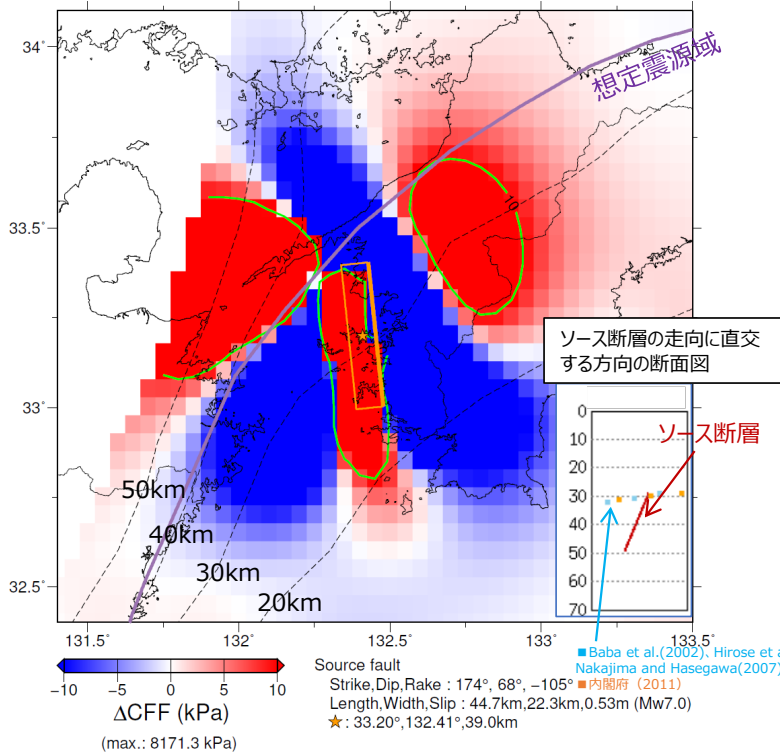 34°
33.5°
33°
32.5°
131.5°
132°
132.5°
133°
133.5°
想定震源域
10
50km
40km
30km
20km
ソース断層の走向に直交
する方向の断面図
0
10
20
30
40
50
60
70
ソース断層
■Baba et al.(2002)、Hirose et a
Nakajima and Hasegawa(2007)
■内閣府（2011）
−10
−5
0
5
10
ΔCFF (kPa)
(max.: 8171.3 kPa)
Source fault
Strike,Dip,Rake : 174°, 68°, −105°
Length,Width,Slip : 44.7km,22.3km,0.53m (Mw7.0)
★: 33.20°,132.41°,39.0km